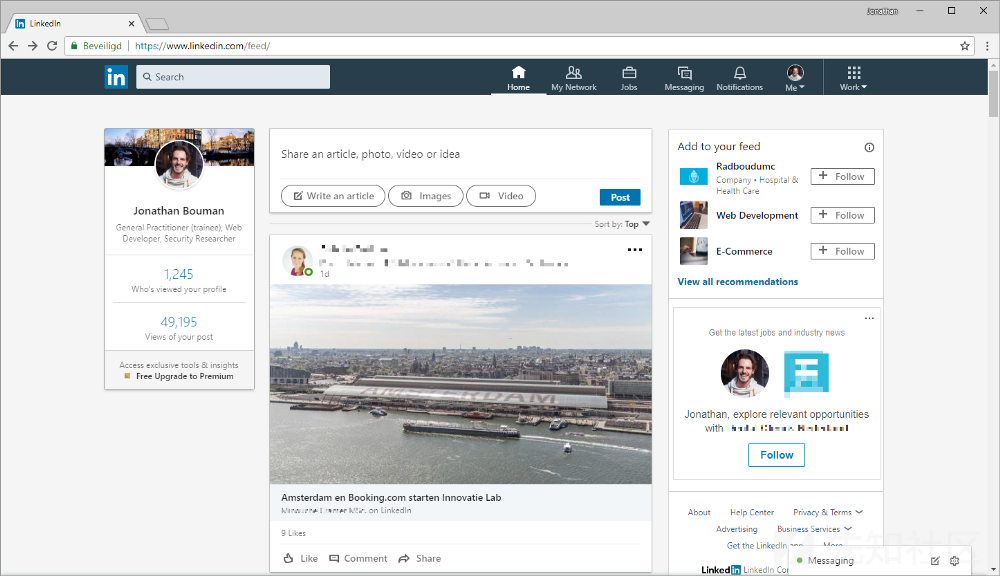 Jonathan
LinkedIn
Beveiligd
https://www.linkedin.com/feed/
in
Search
Home
My Network
Jobs
Messaging
Notifications
Me
Work
Jonathan Bouman
General Practitioner (trainee), Web
Developer, Security Researcher
1,245
Who's viewed your profile
49,195
Views of your post
Access exclusive tools & insights
Free Upgrade to Premium
Share an article, photo, video or idea
Write an article
Images
Video
Post
Sort by: Top
1d
AMSTERDAM
Amsterdam en Booking.com starten Innovatie Lab
on LinkedIn
9 Likes
Like
Comment
Share
Add to your feed
Radboudumc
Company • Hospital &
Health Care
Follow
Web Development
Follow
E-Commerce
Follow
View all recommendations
Get the latest jobs and industry news
Jonathan, explore relevant opportunities
with
Follow
About
Help Center
Privacy & Terms
Advertising
Business Services
Get the LinkedIn app
More
LinkedIn LinkedIn
Messaging
先知社区